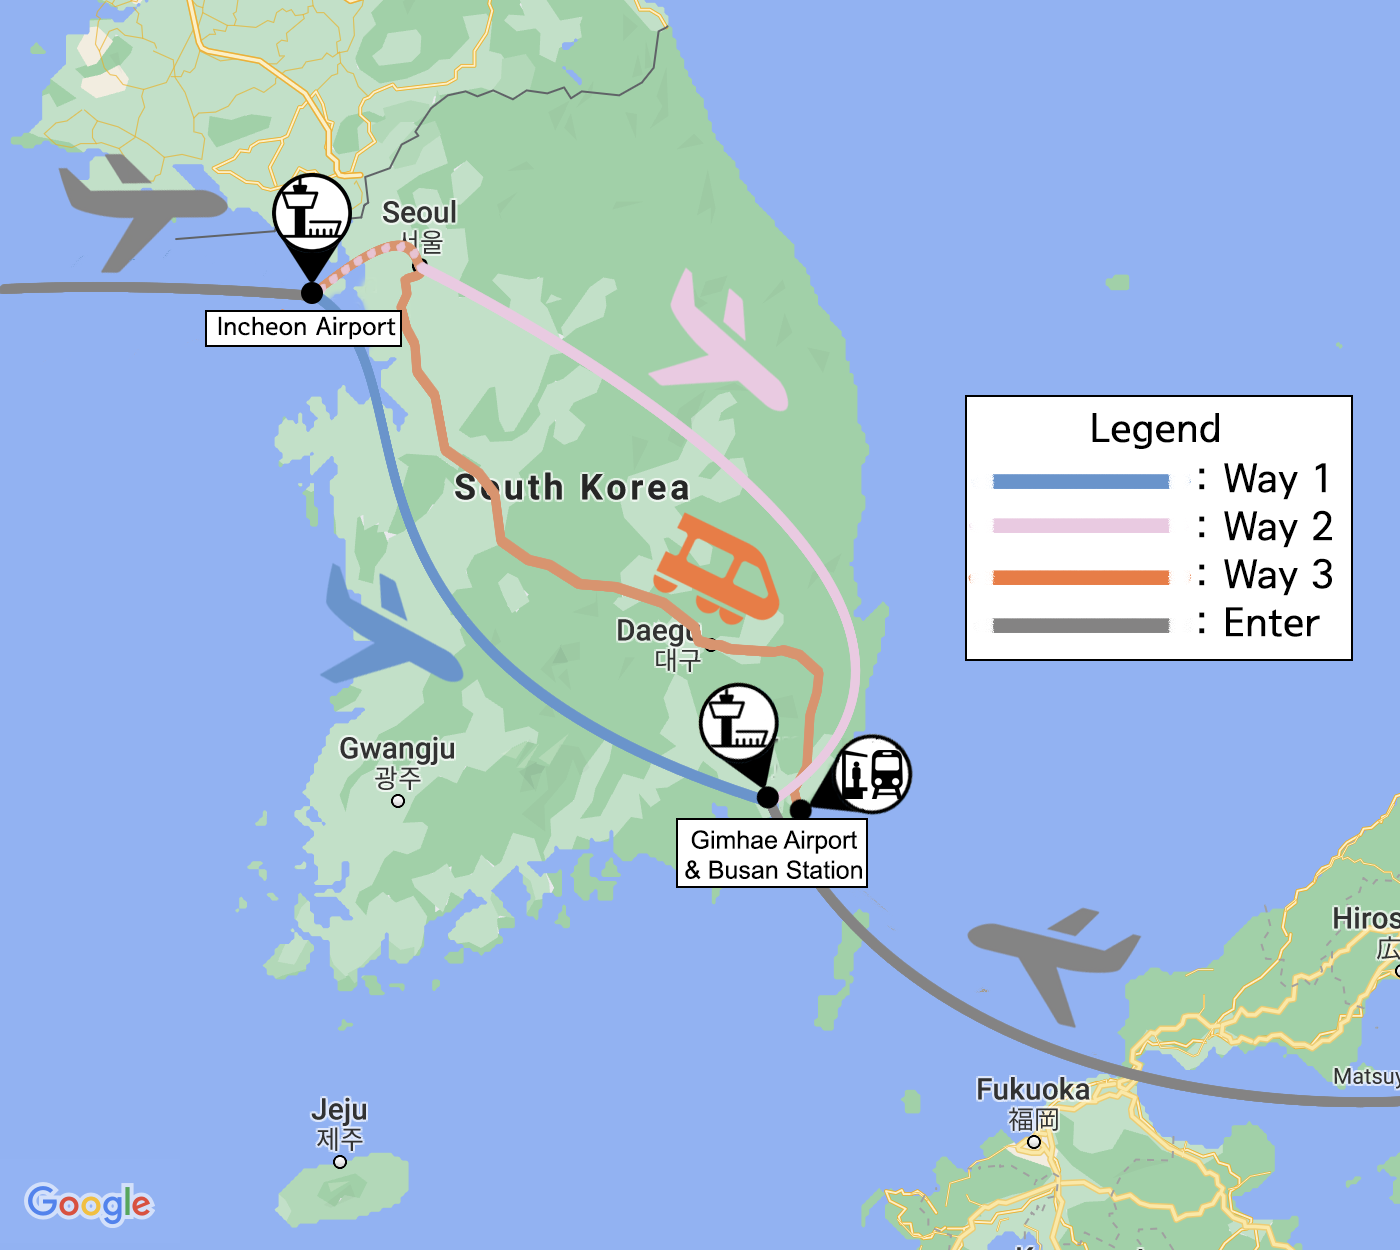 Seoul
서울
Incheon Airport
Legend
: Way 1
: Way 2
: Way 3
: Enter
South Korea
Daegu
대구
Gwangju
광주
Gimhae Airport
& Busan Station
Hiros
広
Matsuy
Fukuoka
福岡
Jeju
제주
Google